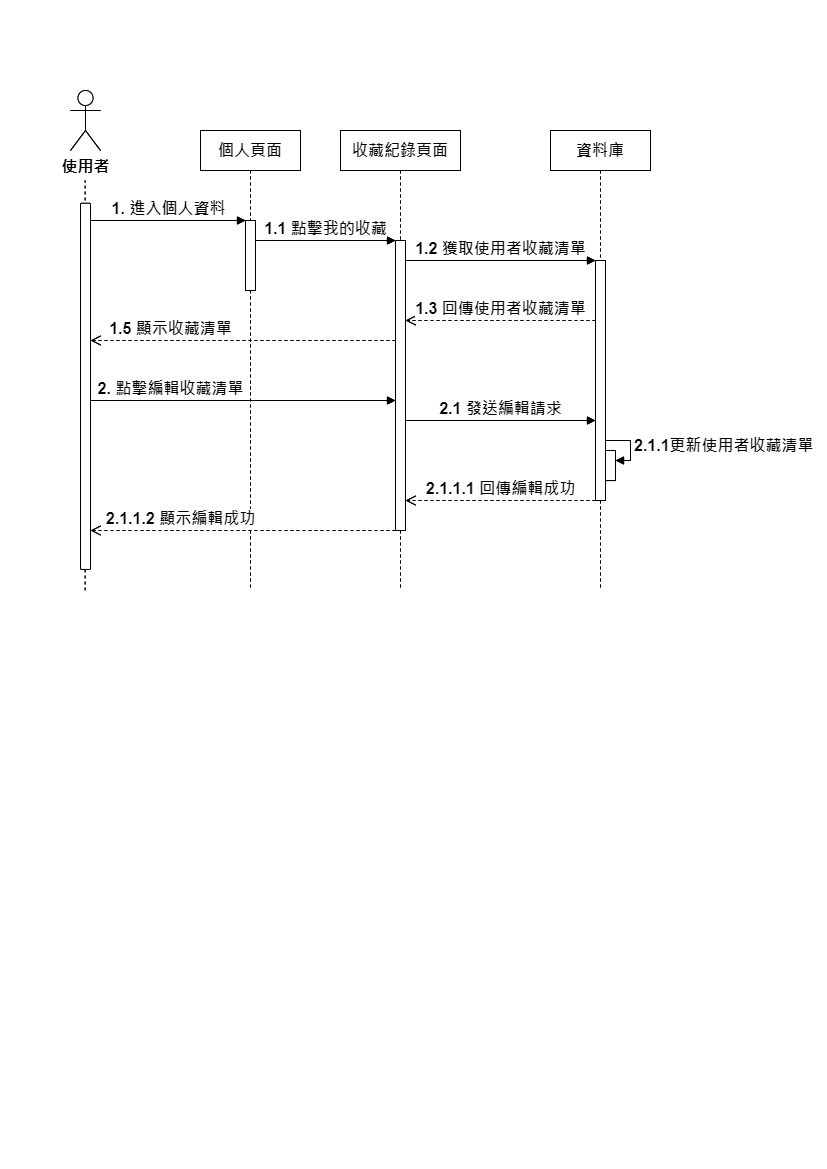 使用者
個人頁面
收藏紀錄頁面
資料庫
1. 進入個人資料
1.1 點擊我的收藏
1.2 獲取使用者收藏清單
1.3 回傳使用者收藏清單
1.5 顯示收藏清單
2. 點擊編輯收藏清單
2.1 發送編輯請求
2.1.1更新使用者收藏清單
2.1.1.1 回傳編輯成功
2.1.1.2 顯示編輯成功